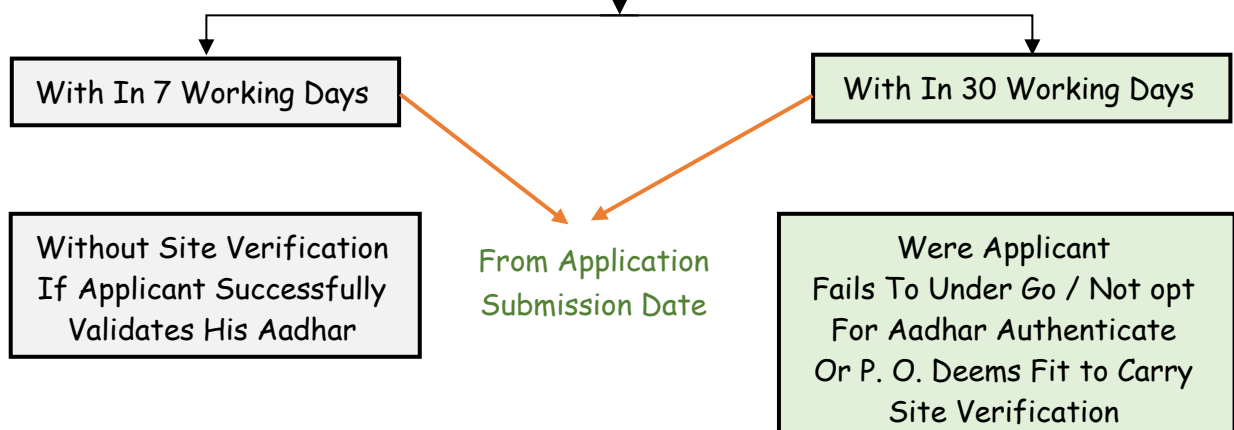 With In 7 Working Days
With In 30 Working Days
Without Site Verification
If Applicant Successfully
Validates His Aadhar
From Application
Submission Date
Were Applicant
Fails To Under Go / Not opt
For Aadhar Authenticate
Or P. O. Deems Fit to Carry
Site Verification